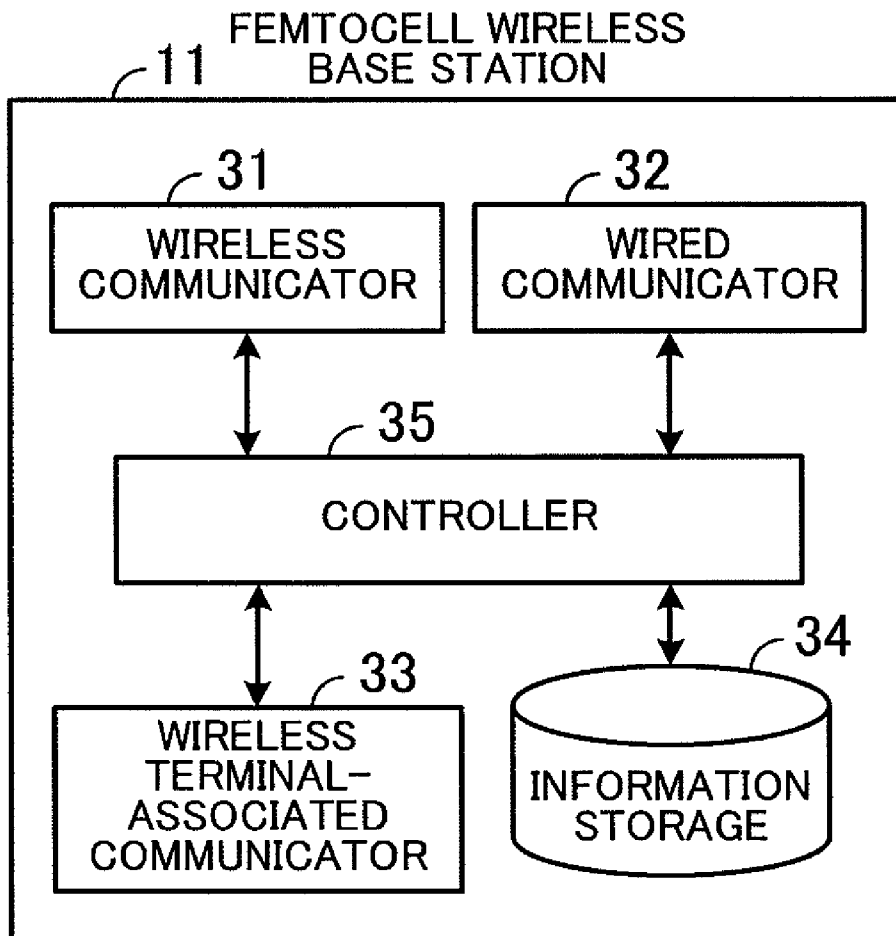 FEMTOCELL WIRELESS
BASE STATION
11
31
32
WIRELESS
COMMUNICATOR
WIRED
COMMUNICATOR
35
CONTROLLER
33
34
WIRELESS
TERMINAL-
ASSOCIATED
COMMUNICATOR
INFORMATION
STORAGE